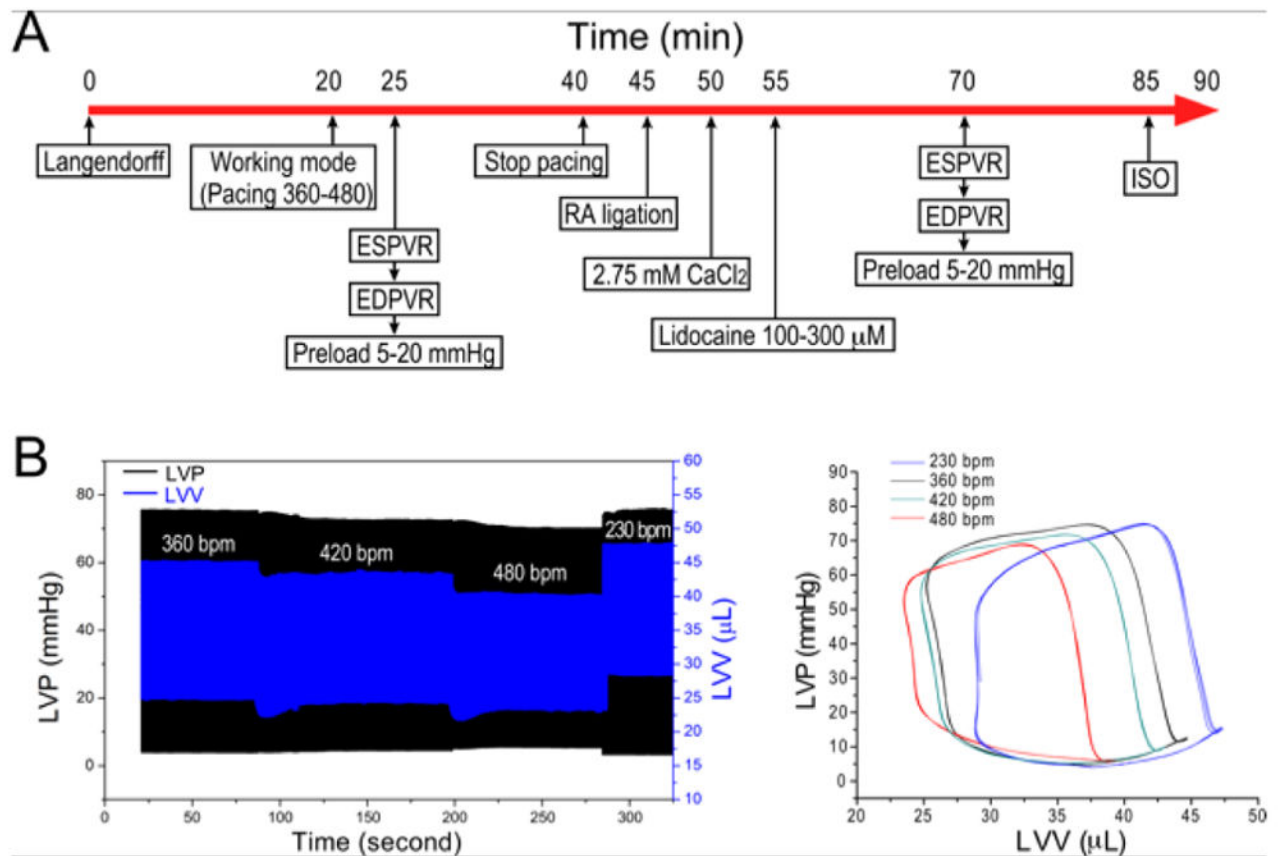 A
Time (min)
0 20 25 40 45 50 55 70 85 90
Langendorff
Working mode
(Pacing 360-480)
Stop pacing
ESPVR
ISO
RA ligation
EDPVR
ESPVR
2.75 mM CaCl2
Preload 5-20 mmHg
EDPVR
Lidocaine 100-300 μM
Preload 5-20 mmHg
B
LVP
LVV
360 bpm
420 bpm
480 bpm
230 bpm
LVP (mmHg)
80
60
40
20
0
60
55
50
45
40
35
30
25
20
15
10
LVV (μL)
0 50 100 150 200 250 300
Time (second)
230 bpm
360 bpm
420 bpm
480 bpm
LVP (mmHg)
90
80
70
60
50
40
30
20
10
0
20 25 30 35 40 45 50
LVV (μL)